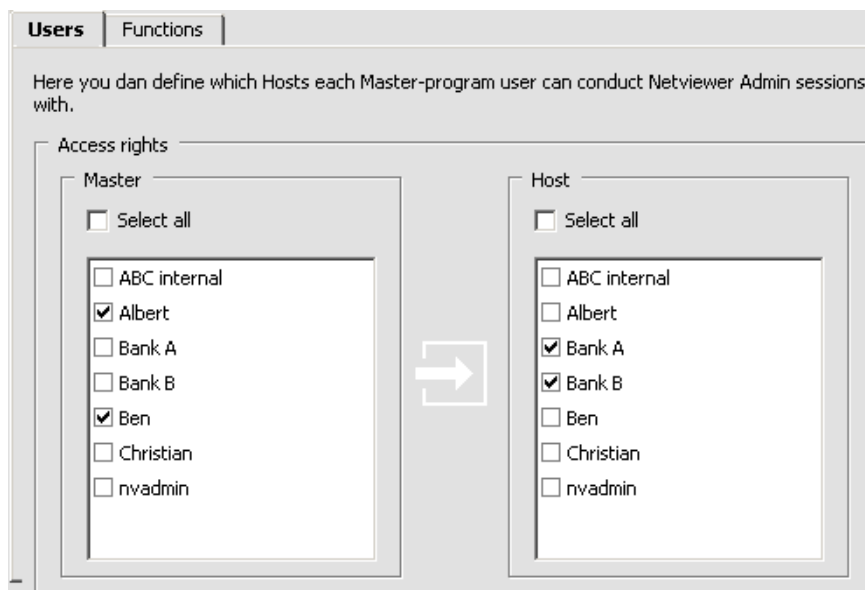 Users Functions
Here you dan define which Hosts each Master-program user can conduct Netviewer Admin sessions
with.
Access rights
Master
Select all
ABC internal
Albert
Bank A
Bank B
Ben
Christian
nvadmin
Host
Select all
ABC internal
Albert
Bank A
Bank B
Ben
Christian
nvadmin